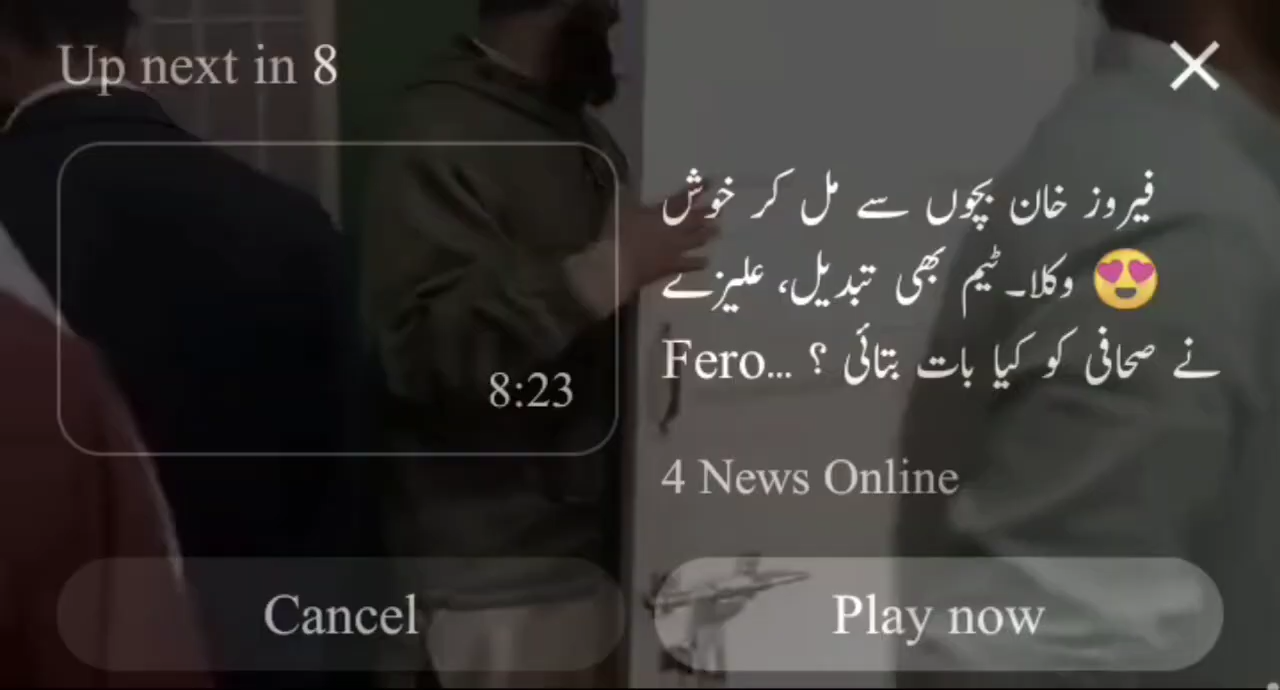 Up next in 8
فیروز خان بچوں سے مل کر خوش
😍 وکلا۔ٹیم بھی تبدیل، علیزے
نے صحافی کو کیا بات بتائی ؟ ...Fero
8:23
4 News Online
Cancel
Play now